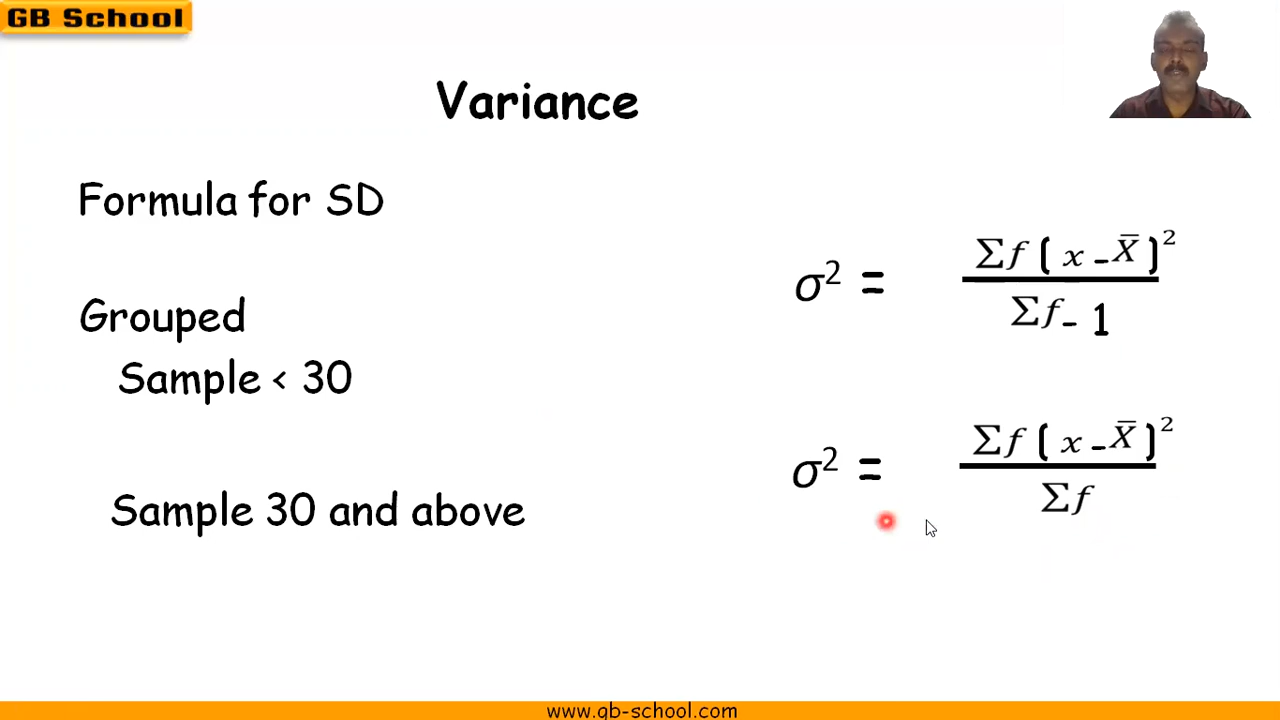 GB School
Variance
Formula for SD
σ² = Σf(x-X̄)² / Σf-1
Grouped
Sample < 30
σ² = Σf(x-X̄)² / Σf
Sample 30 and above
www.gb-school.com